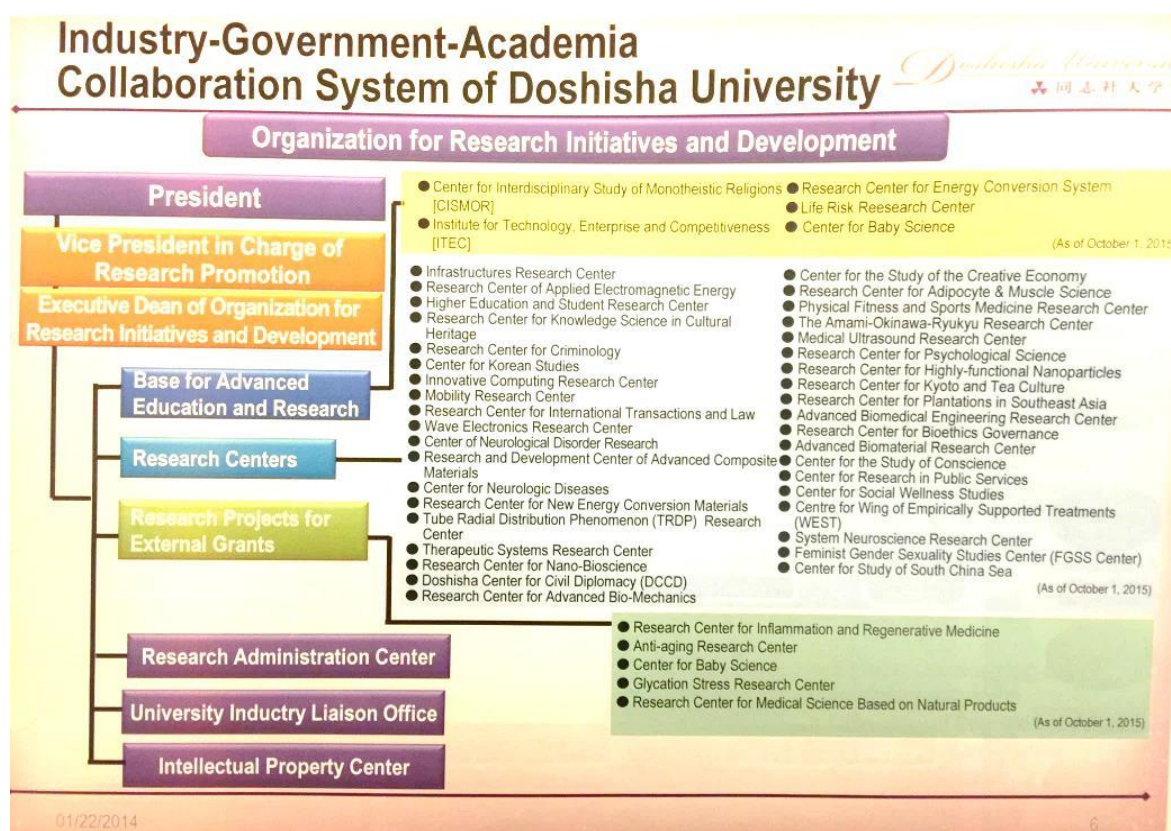 Industry-Government-Academia
Collaboration System of Doshisha University
Doshisha Universit
同志社大学
Organization for Research Initiatives and Development
President
Vice President in Charge of
Research Promotion
Executive Dean of Organization for
Research Initiatives and Development
Base for Advanced
Education and Research
Research Centers
Research Projects for
External Grants
Research Administration Center
University Inductry Liaison Office
Intellectual Property Center
● Center for Interdisciplinary Study of Monotheistic Religions
[CISMOR]
● Institute for Technology, Enterprise and Competitiveness
[ITEC]
● Research Center for Energy Conversion System
● Life Risk Reesearch Center
● Center for Baby Science
(As of October 1, 2015
● Infrastructures Research Center
● Research Center of Applied Electromagnetic Energy
● Higher Education and Student Research Center
● Research Center for Knowledge Science in Cultural
Heritage
● Research Center for Criminology
● Center for Korean Studies
● Innovative Computing Research Center
● Mobility Research Center
● Research Center for International Transactions and Law
● Wave Electronics Research Center
● Center of Neurological Disorder Research
● Research and Development Center of Advanced Composite
Materials
● Center for Neurologic Diseases
● Research Center for New Energy Conversion Materials
● Tube Radial Distribution Phenomenon (TRDP) Research
Center
● Therapeutic Systems Research Center
● Research Center for Nano-Bioscience
● Doshisha Center for Civil Diplomacy (DCCD)
● Research Center for Advanced Bio-Mechanics
● Center for the Study of the Creative Economy
● Research Center for Adipocyte & Muscle Science
● Physical Fitness and Sports Medicine Research Center
● The Amami-Okinawa-Ryukyu Research Center
● Medical Ultrasound Research Center
● Research Center for Psychological Science
● Research Center for Highly-functional Nanoparticles
● Research Center for Kyoto and Tea Culture
● Research Center for Plantations in Southeast Asia
● Advanced Biomedical Engineering Research Center
● Research Center for Bioethics Governance
● Advanced Biomaterial Research Center
● Center for the Study of Conscience
● Center for Research in Public Services
● Center for Social Wellness Studies
● Centre for Wing of Empirically Supported Treatments
(WEST)
● System Neuroscience Research Center
● Feminist Gender Sexuality Studies Center (FGSS Center)
● Center for Study of South China Sea
(As of October 1, 2015)
● Research Center for Inflammation and Regenerative Medicine
● Anti-aging Research Center
● Center for Baby Science
● Glycation Stress Research Center
● Research Center for Medical Science Based on Natural Products
(As of October 1, 2015)
01/22/2014
6